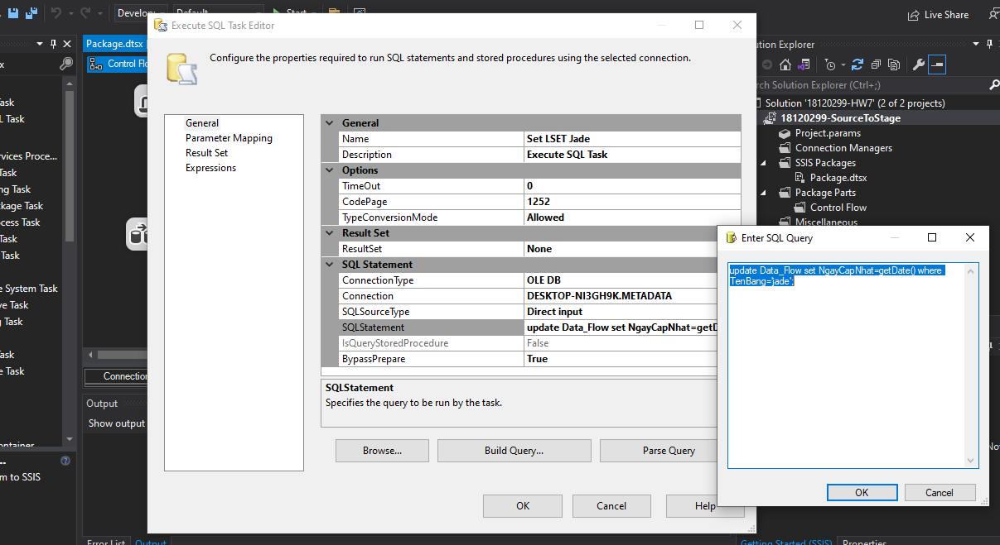 Develop
Default
Start
Live Share
Package.dtsx
Control Flo
Execute SQL Task Editor
Configure the properties required to run SQL statements and stored procedures using the selected connection.
General
Parameter Mapping
Result Set
Expressions
General
Name Set LSET Jade
Description Execute SQL Task
Options
TimeOut 0
CodePage 1252
TypeConversionMode Allowed
Result Set
ResultSet None
SQL Statement
ConnectionType OLE DB
Connection DESKTOP-NI3GH9K.METADATA
SQLSourceType Direct input
SQLStatement update Data_Flow set NgayCapNhat=getD
IsQueryStoredProcedure False
BypassPrepare True
SQLStatement
Specifies the query to be run by the task.
Browse... Build Query... Parse Query
OK Cancel Help
x
ask
L Task
rvices Proce...
Task
ng Task
kage Task
cess Task
Task
Task
e System Task
ve Task
g Task
ask
e Task
ontainer
m to SSIS
Connection
Output
Show output
Error List Output
ution Explorer
rch Solution Explorer (Ctrl+;)
Solution '18120299-HW7' (2 of 2 projects)
18120299-SourceToStage
Project.params
Connection Managers
SSIS Packages
Package.dtsx
Package Parts
Control Flow
Miscellaneous
Enter SQL Query
update Data_Flow set NgayCapNhat=getDate() where
TenBang='jade';
OK Cancel
Not
Getting Started (SSIS) Properties